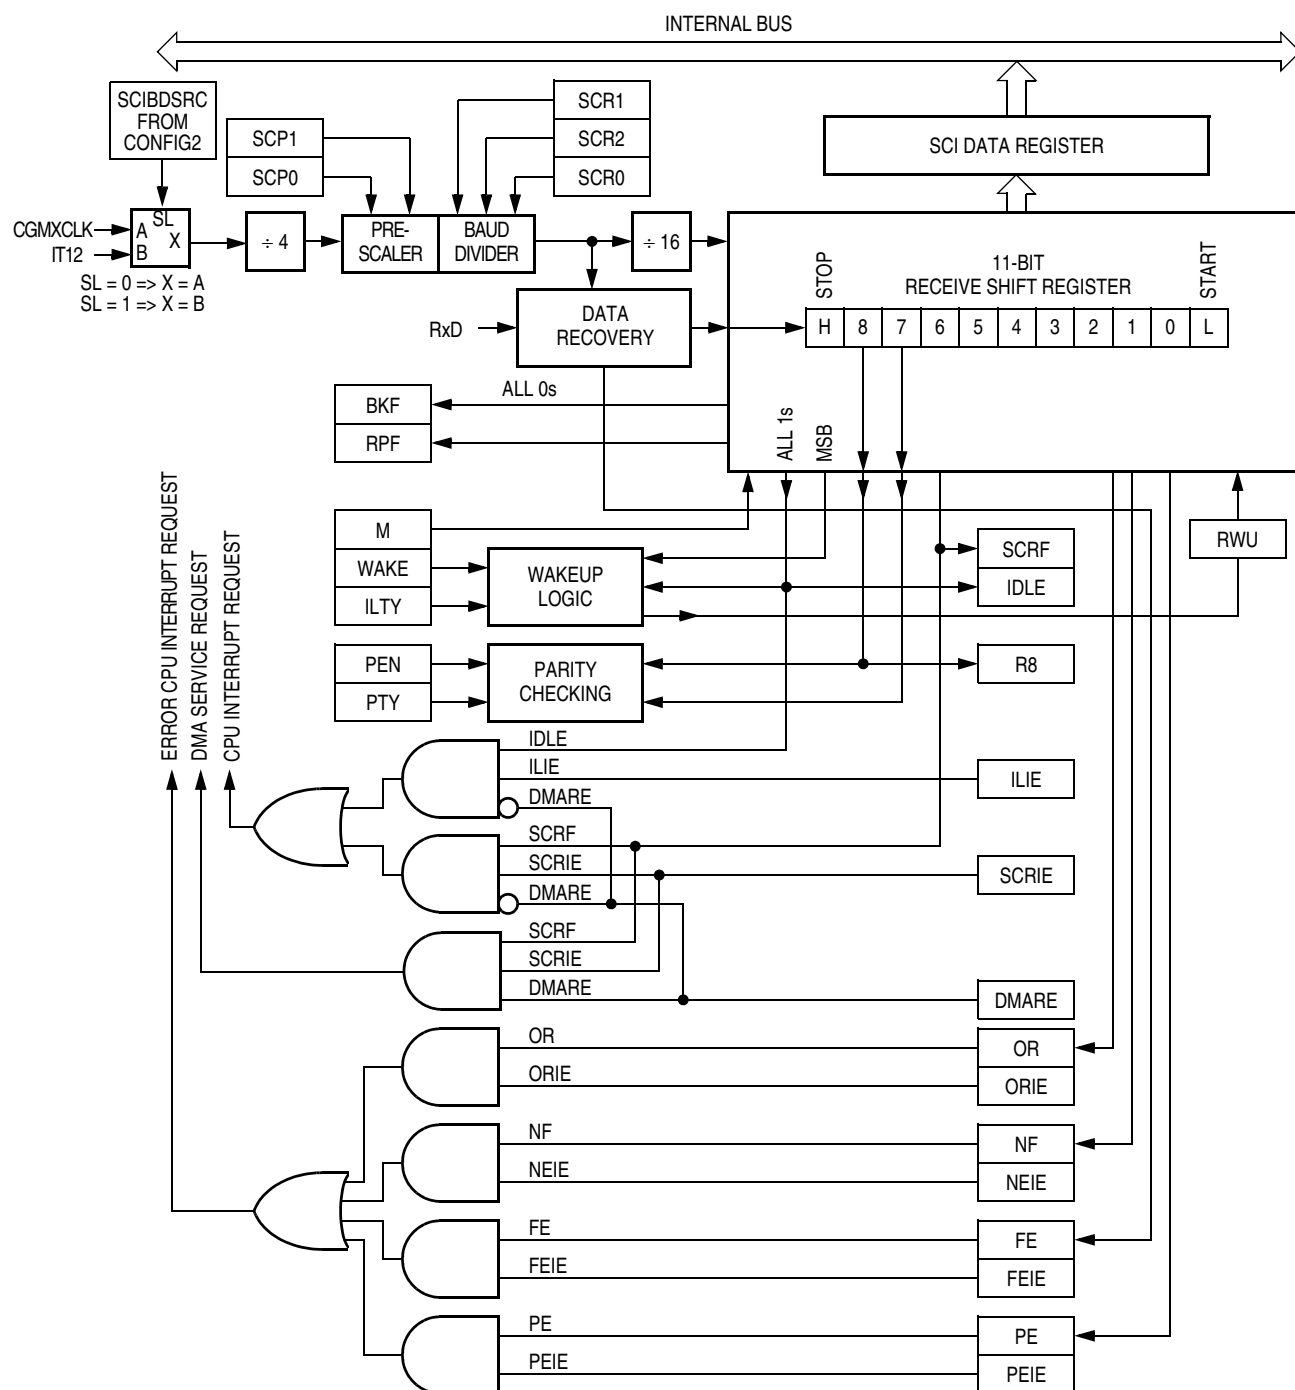 INTERNAL BUS
SCIBDSRC
FROM
CONFIG2
SCR1
SCR2
SCR0
SCP1
SCP0
SCI DATA REGISTER
CGMXCLK
IT12
SL
A
X
B
÷ 4
PRE-
SCALER
BAUD
DIVIDER
÷ 16
SL = 0 => X = A
SL = 1 => X = B
RxD
DATA
RECOVERY
11-BIT
RECEIVE SHIFT REGISTER
STOP
START
H 8 7 6 5 4 3 2 1 0 L
ALL 0s
BKF
RPF
ALL 1s
MSB
M
WAKE
ILTY
WAKEUP
LOGIC
SCRF
IDLE
RWU
PEN
PTY
PARITY
CHECKING
R8
ERROR CPU INTERRUPT REQUEST
DMA SERVICE REQUEST
CPU INTERRUPT REQUEST
IDLE
ILIE
DMARE
ILIE
SCRF
SCRIE
DMARE
SCRIE
SCRF
SCRIE
DMARE
DMARE
OR
ORIE
OR
ORIE
NF
NEIE
NF
NEIE
FE
FEIE
FE
FEIE
PE
PEIE
PE
PEIE